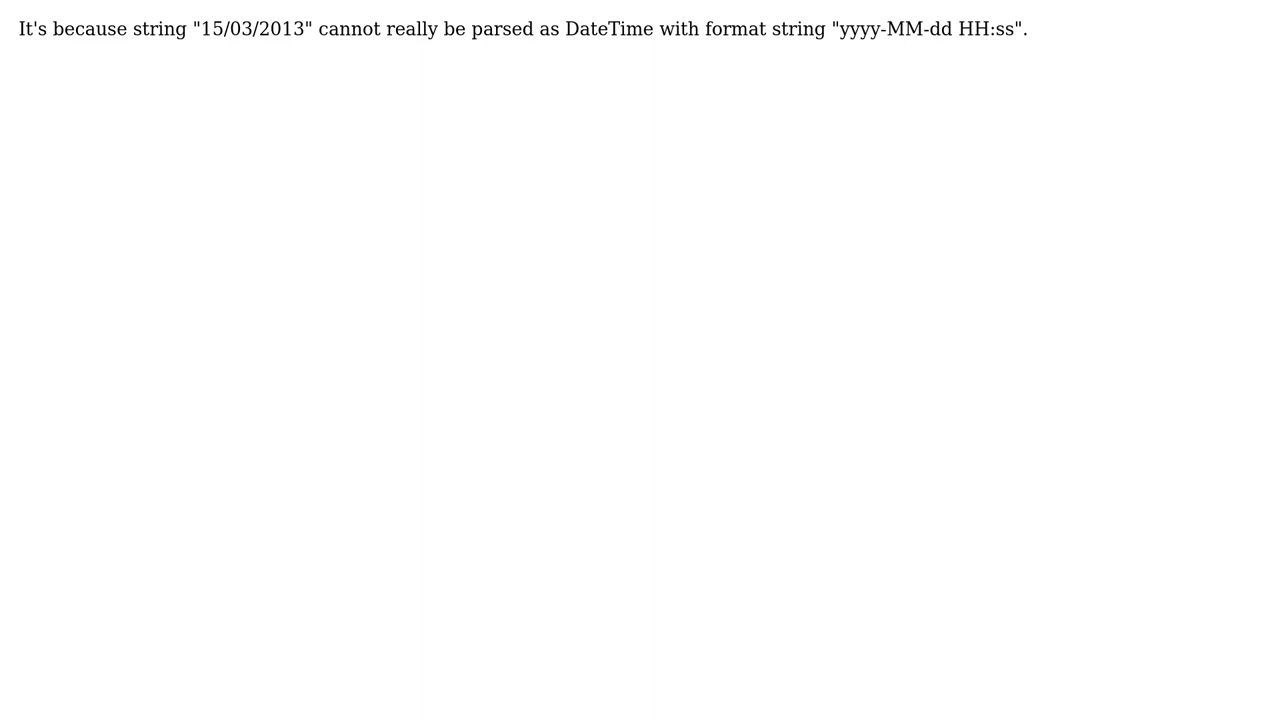 It's because string "15/03/2013" cannot really be parsed as DateTime with format string "yyyy-MM-dd HH:ss".